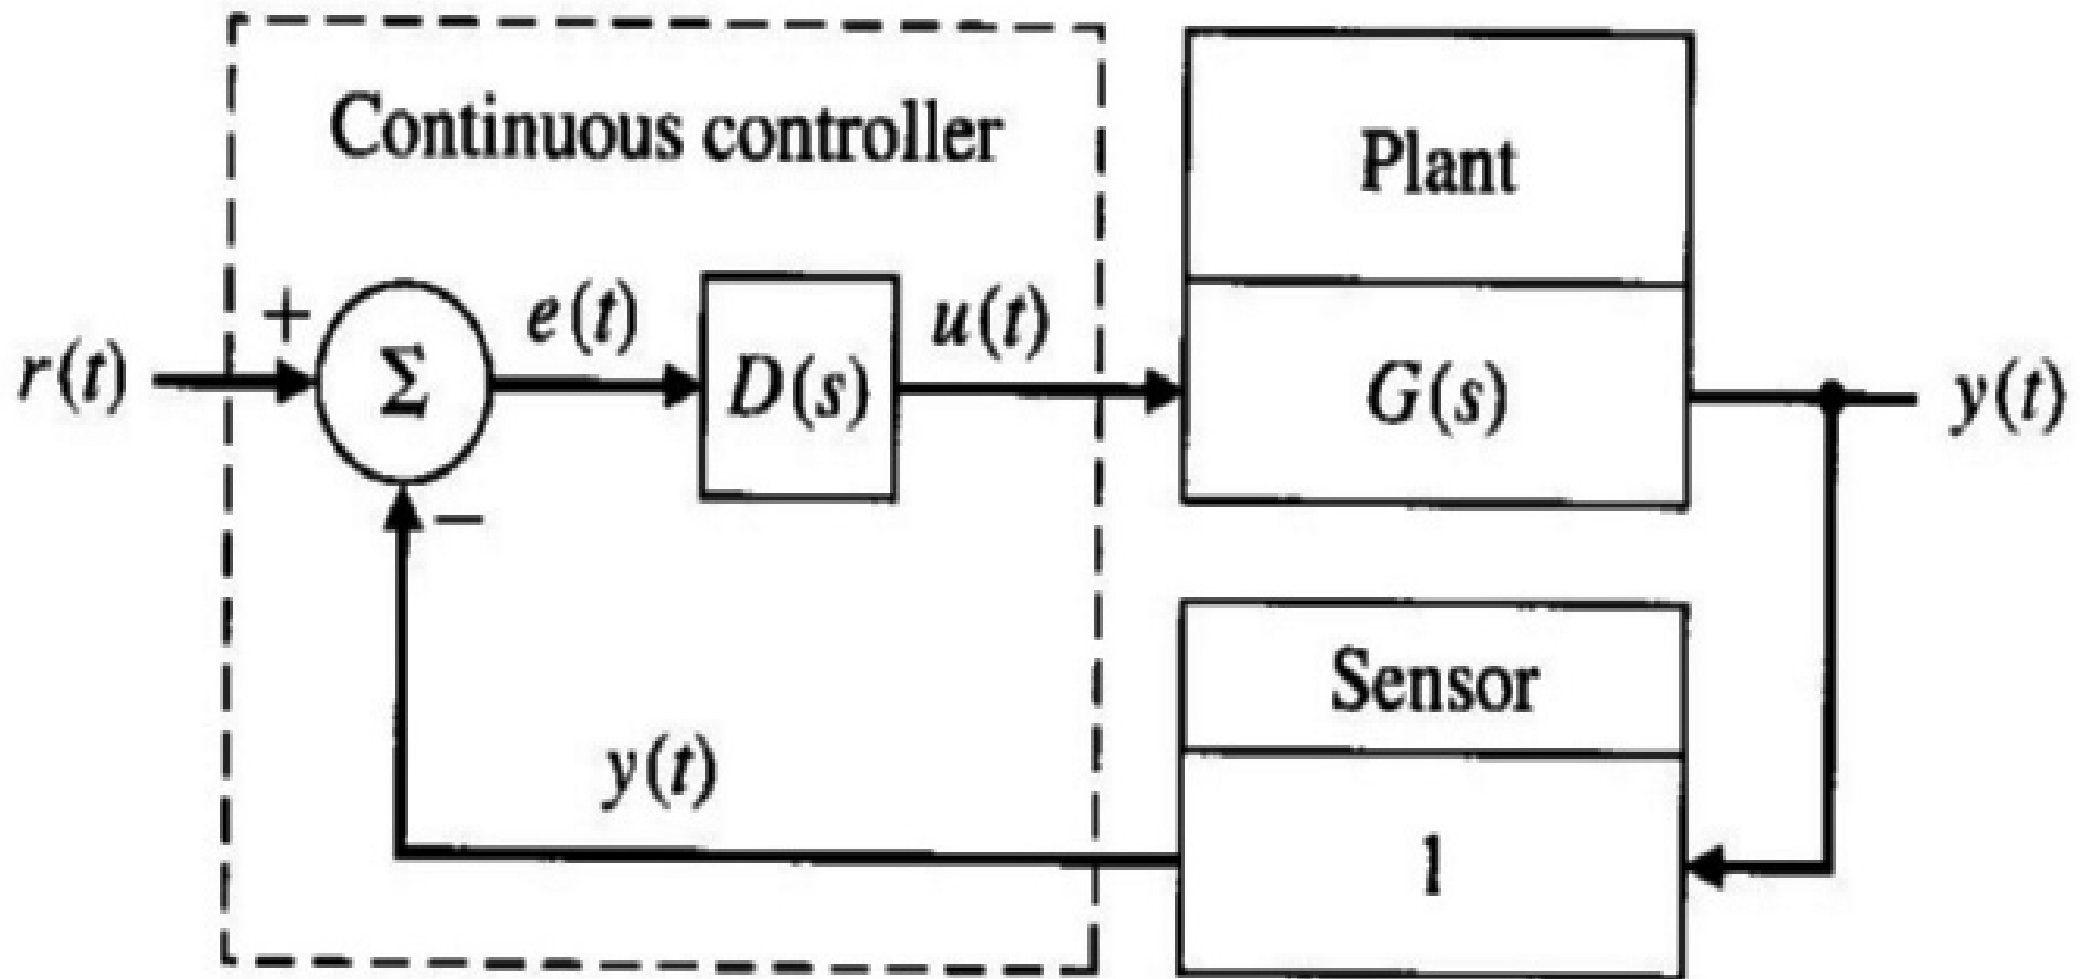 Continuous controller
Plant
+
e(t)
u(t)
r(t)
Σ
D(s)
G(s)
y(t)
−
Sensor
y(t)
1